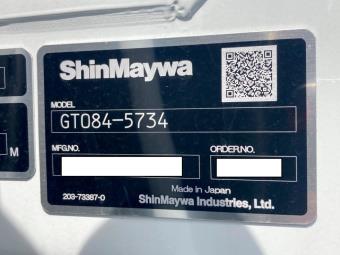 ShinMaywa
MODEL
GT084-5734
MFG.NO.
ORDER.NO.
M
Made in Japan
203-73387-0
ShinMaywa Industries, Ltd.